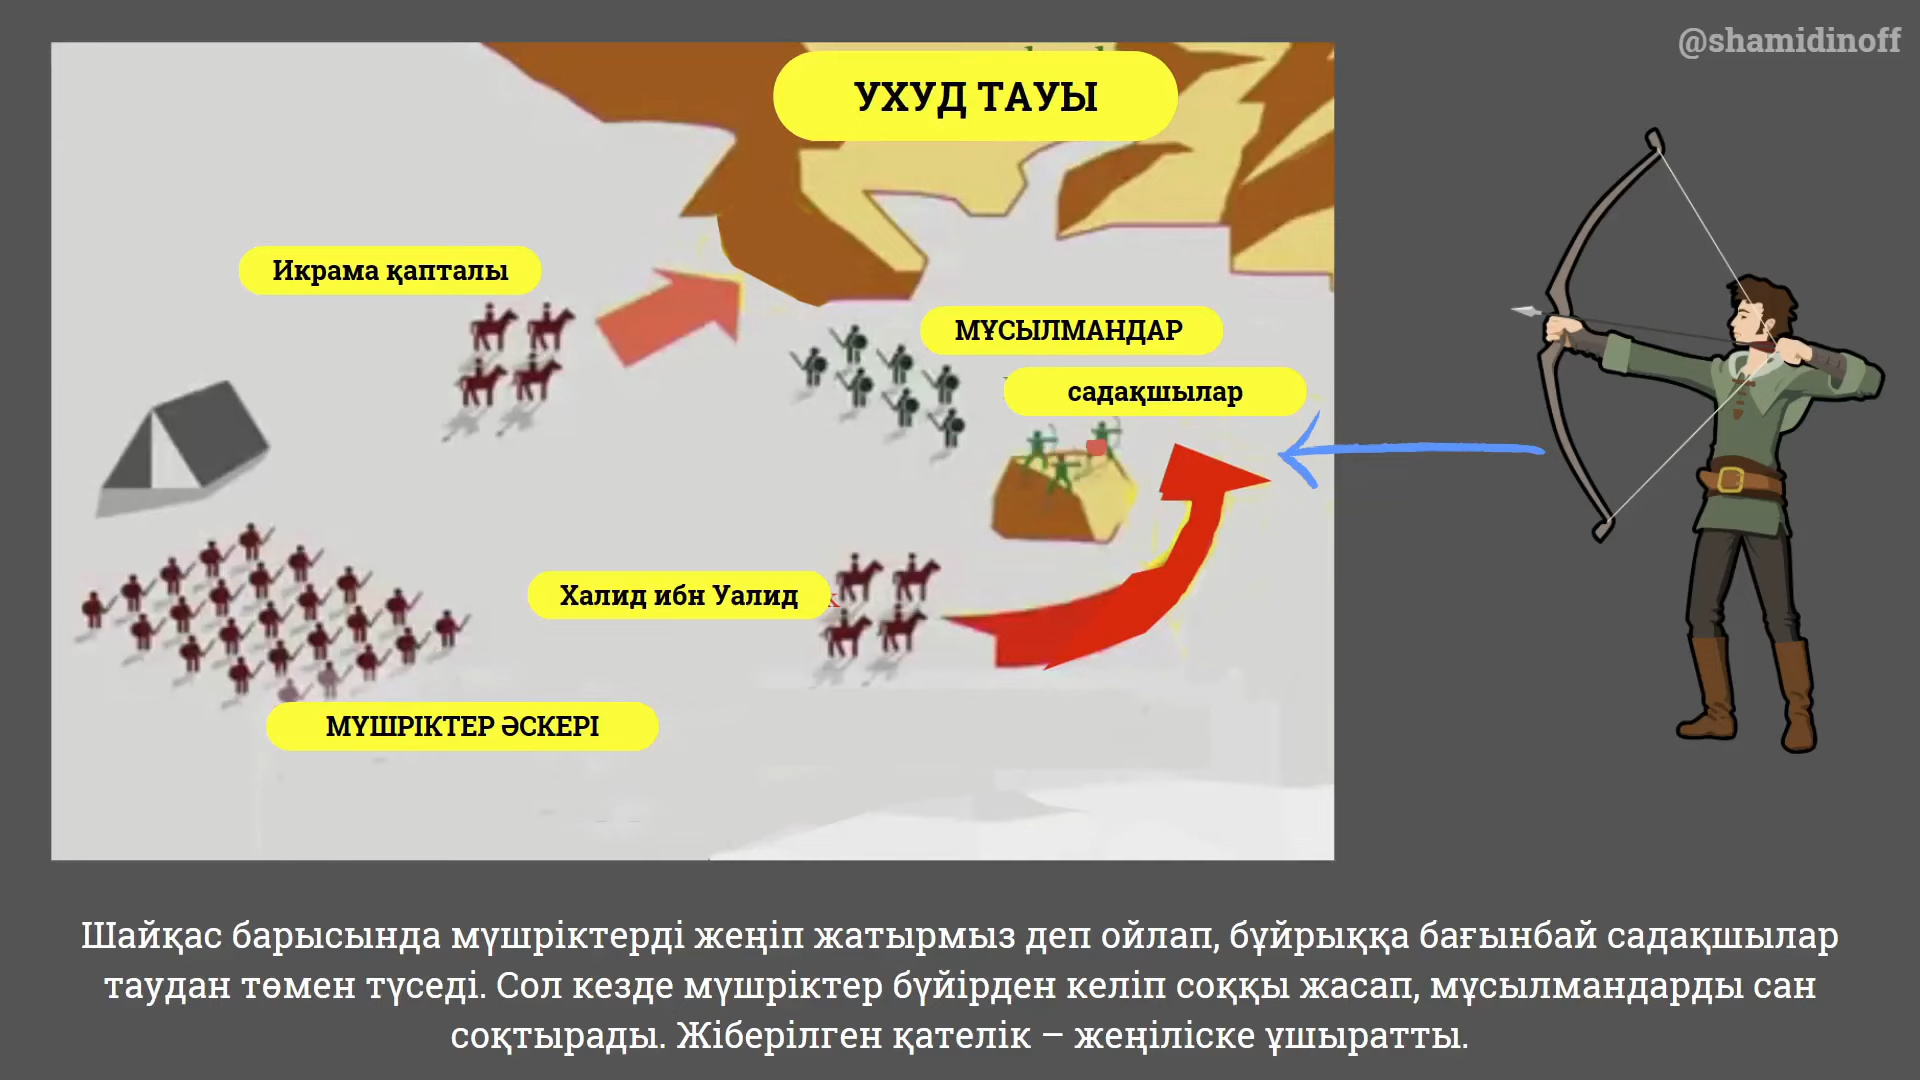 @shamidinoff
УХУД ТАУЫ
Икрама қапталы
МҰСЫЛМАНДАР
садақшылар
Халид ибн Уалид
МҮШРІКТЕР ӘСКЕРІ
Шайқас барысында мүшріктерді жеңіп жатырмыз деп ойлап, бұйрыққа бағынбай садақшылар
таудан төмен түседі. Сол кезде мүшріктер бүйірден келіп соққы жасап, мұсылмандарды сан
соқтырады. Жіберілген қателік – жеңіліске ұшыратты.